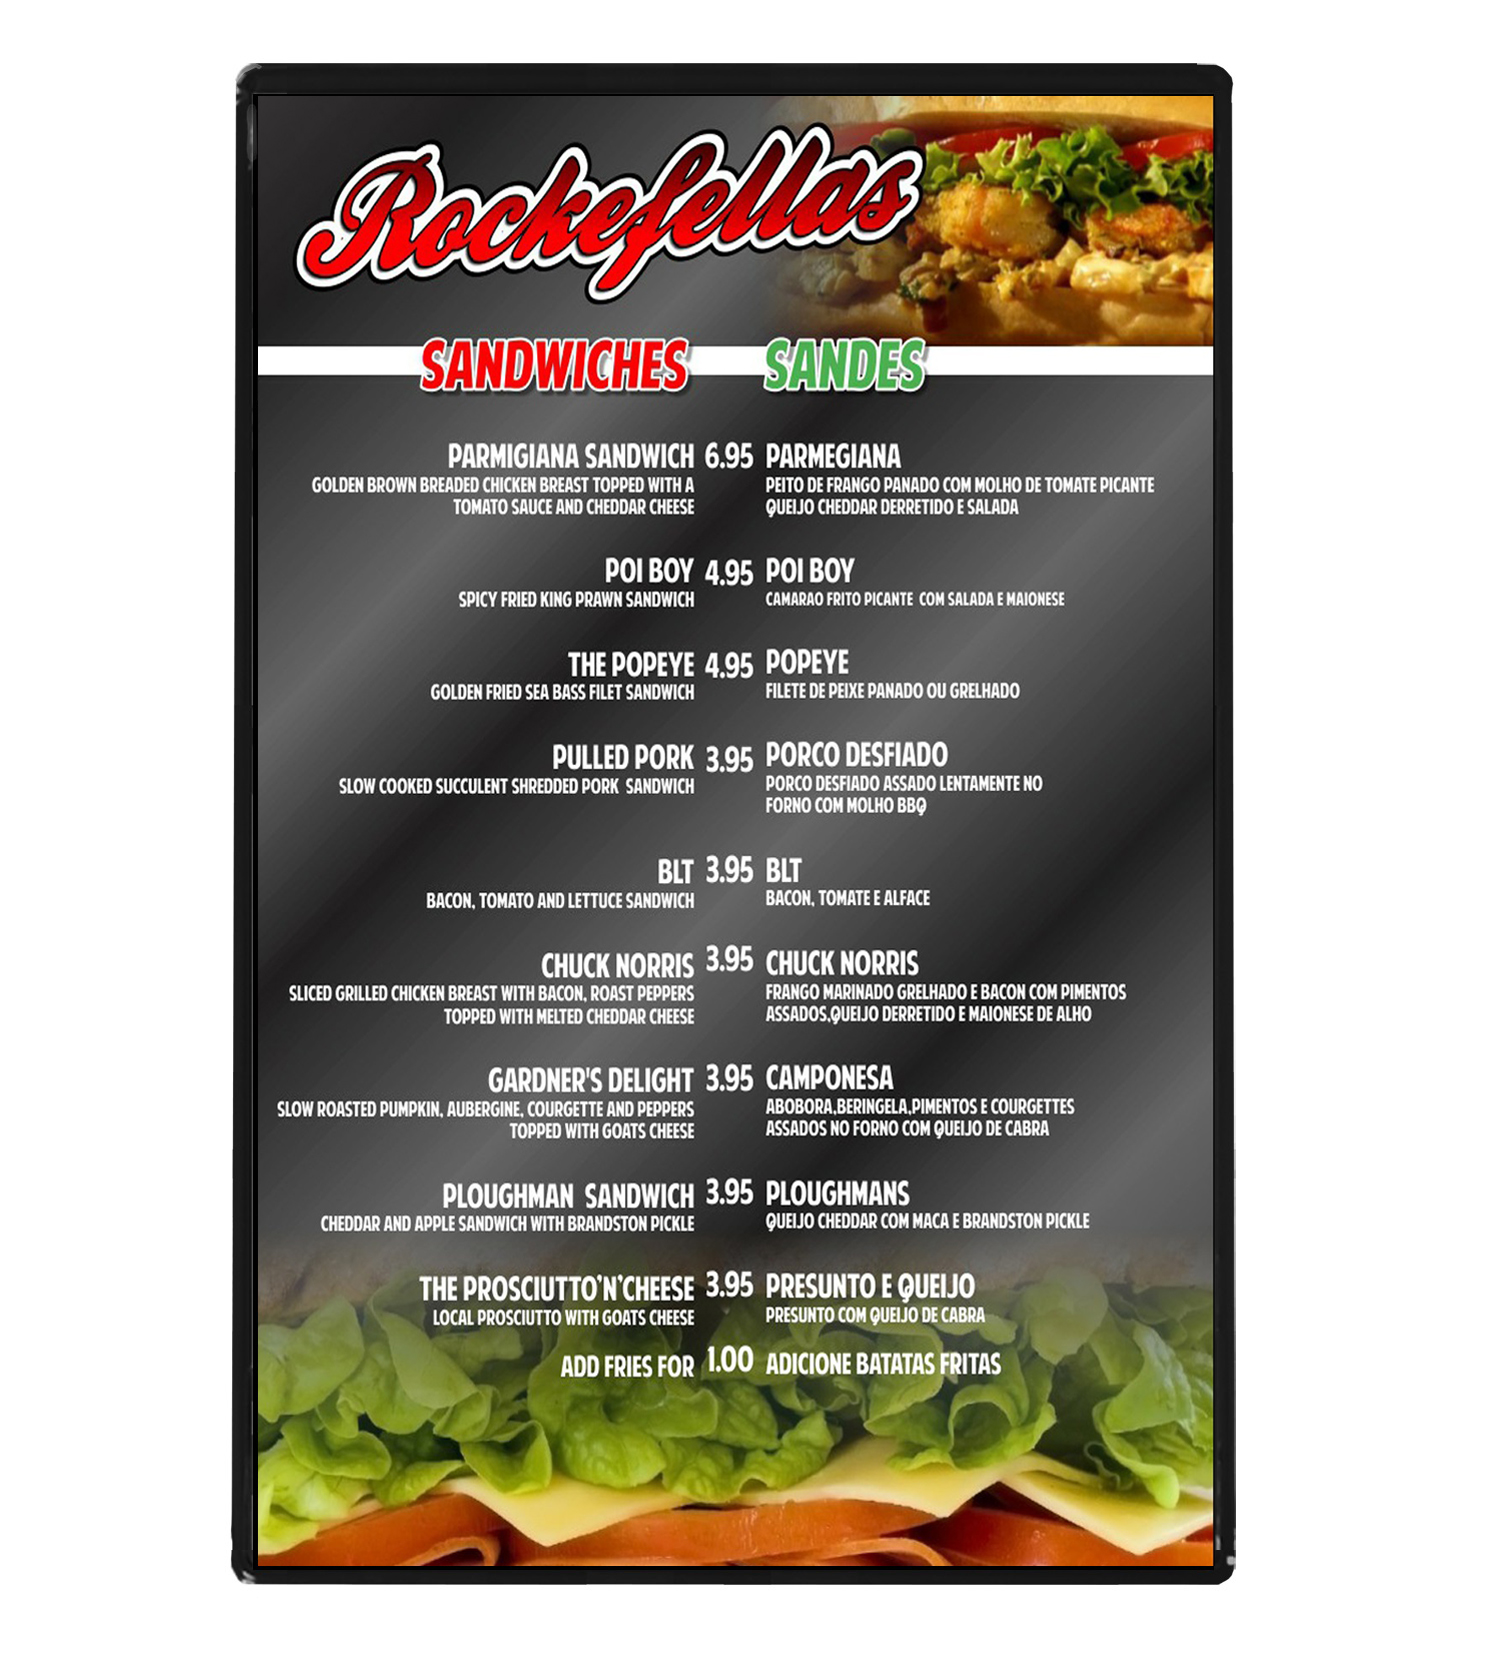 Rockefellas
SANDWICHES SANDES
PARMIGIANA SANDWICH 6.95 PARMEGIANA
GOLDEN BROWN BREADED CHICKEN BREAST TOPPED WITH A PEITO DE FRANGO PANADO COM MOLHO DE TOMATE PICANTE
TOMATO SAUCE AND CHEDDAR CHEESE QUEIJO CHEDDAR DERRETIDO E SALADA
POI BOY 4.95 POI BOY
SPICY FRIED KING PRAWN SANDWICH CAMARAO FRITO PICANTE COM SALADA E MAIONESE
THE POPEYE 4.95 POPEYE
GOLDEN FRIED SEA BASS FILET SANDWICH FILETE DE PEIXE PANADO OU GRELHADO
PULLED PORK 3.95 PORCO DESFIADO
SLOW COOKED SUCCULENT SHREDDED PORK SANDWICH PORCO DESFIADO ASSADO LENTAMENTE NO
FORNO COM MOLHO BBQ
BLT 3.95 BLT
BACON, TOMATO AND LETTUCE SANDWICH BACON, TOMATE E ALFACE
CHUCK NORRIS 3.95 CHUCK NORRIS
SLICED GRILLED CHICKEN BREAST WITH BACON, ROAST PEPPERS FRANGO MARINADO GRELHADO E BACON COM PIMENTOS
TOPPED WITH MELTED CHEDDAR CHEESE ASSADOS,QUEIJO DERRETIDO E MAIONESE DE ALHO
GARDNER'S DELIGHT 3.95 CAMPONESA
SLOW ROASTED PUMPKIN, AUBERGINE, COURGETTE AND PEPPERS ABOBORA,BERINGELA,PIMENTOS E COURGETTES
TOPPED WITH GOATS CHEESE ASSADOS NO FORNO COM QUEIJO DE CABRA
PLOUGHMAN SANDWICH 3.95 PLOUGHMANS
CHEDDAR AND APPLE SANDWICH WITH BRANDSTON PICKLE QUEIJO CHEDDAR COM MACA E BRANDSTON PICKLE
THE PROSCIUTTO'N'CHEESE 3.95 PRESUNTO E QUEIJO
LOCAL PROSCIUTTO WITH GOATS CHEESE PRESUNTO COM QUEIJO DE CABRA
ADD FRIES FOR 1.00 ADICIONE BATATAS FRITAS